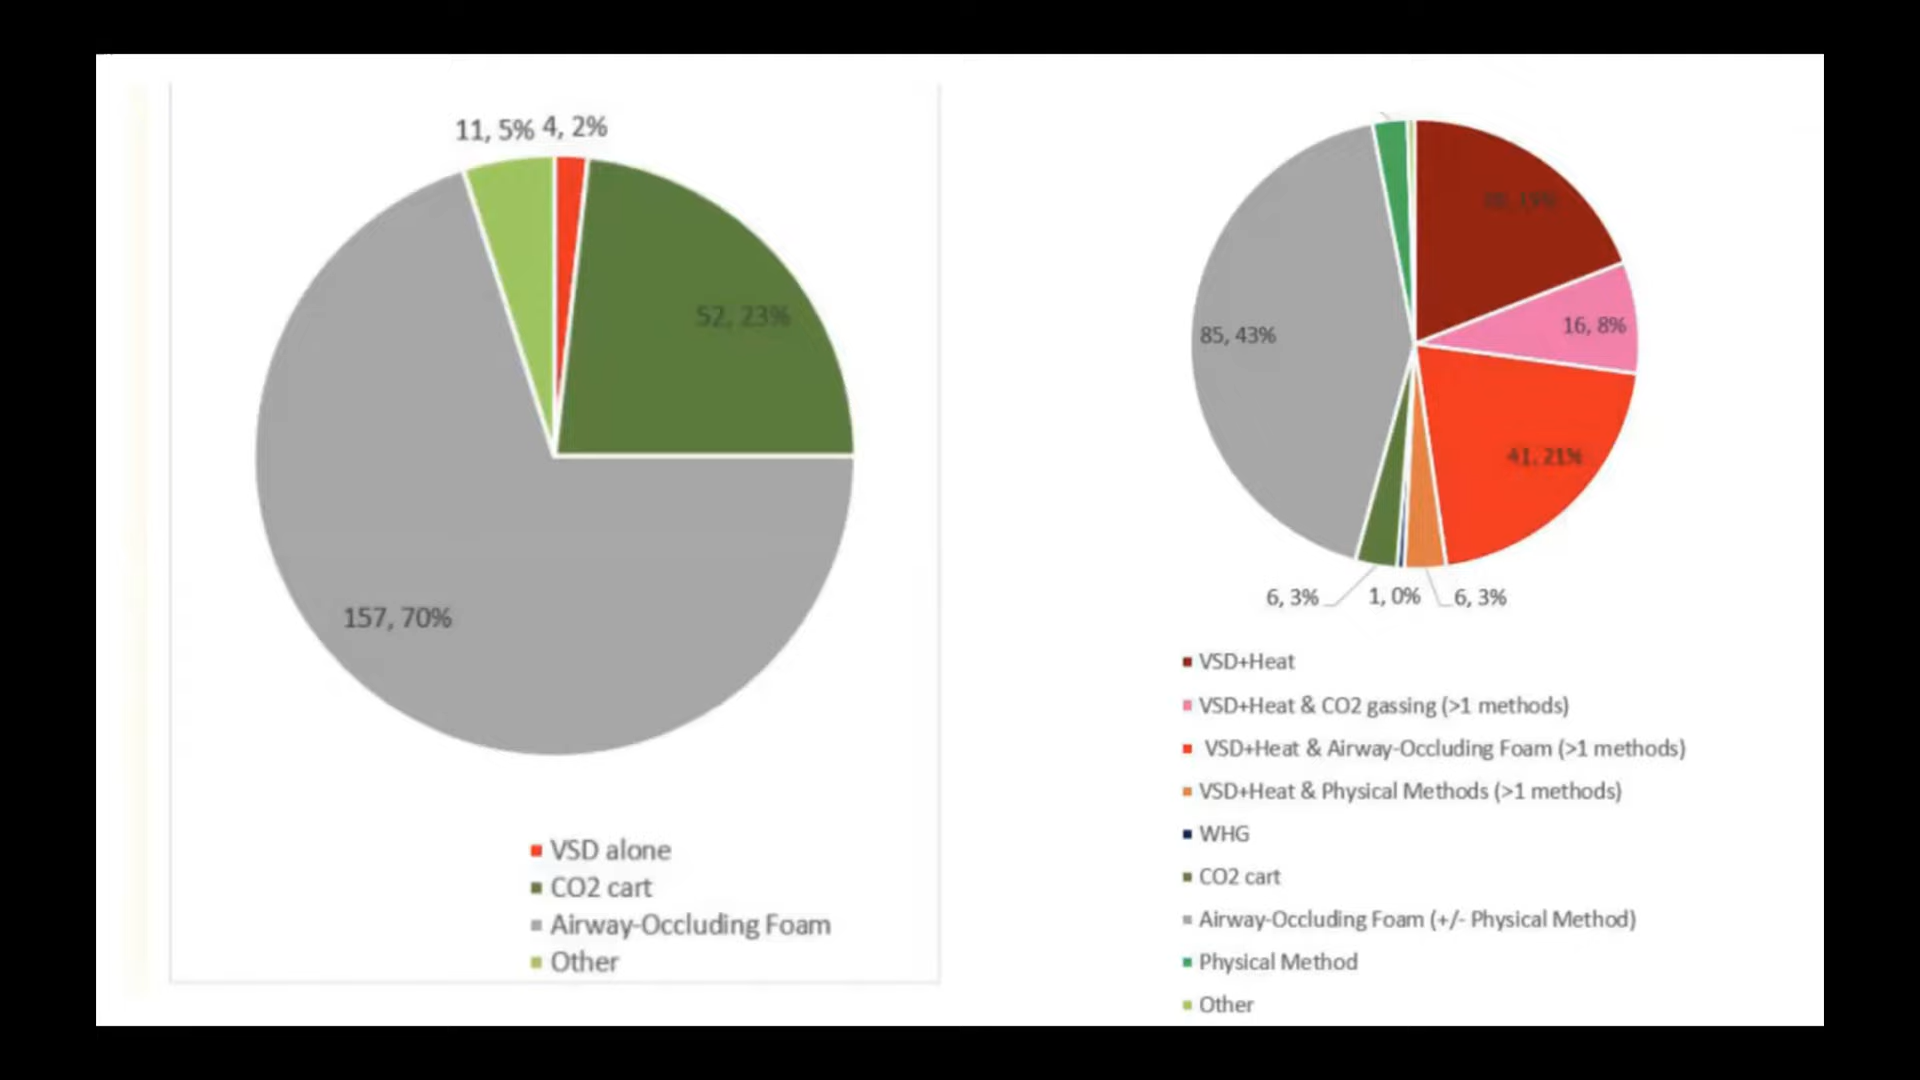 11, 5% 4, 2%
52, 23%
157, 70%
VSD alone
CO2 cart
Airway-Occluding Foam
Other
16, 8%
85, 43%
41, 21%
6, 3%
1, 0%
6, 3%
VSD+Heat
VSD+Heat & CO2 gassing (>1 methods)
VSD+Heat & Airway-Occluding Foam (>1 methods)
VSD+Heat & Physical Methods (>1 methods)
WHG
CO2 cart
Airway-Occluding Foam (+/- Physical Method)
Physical Method
Other